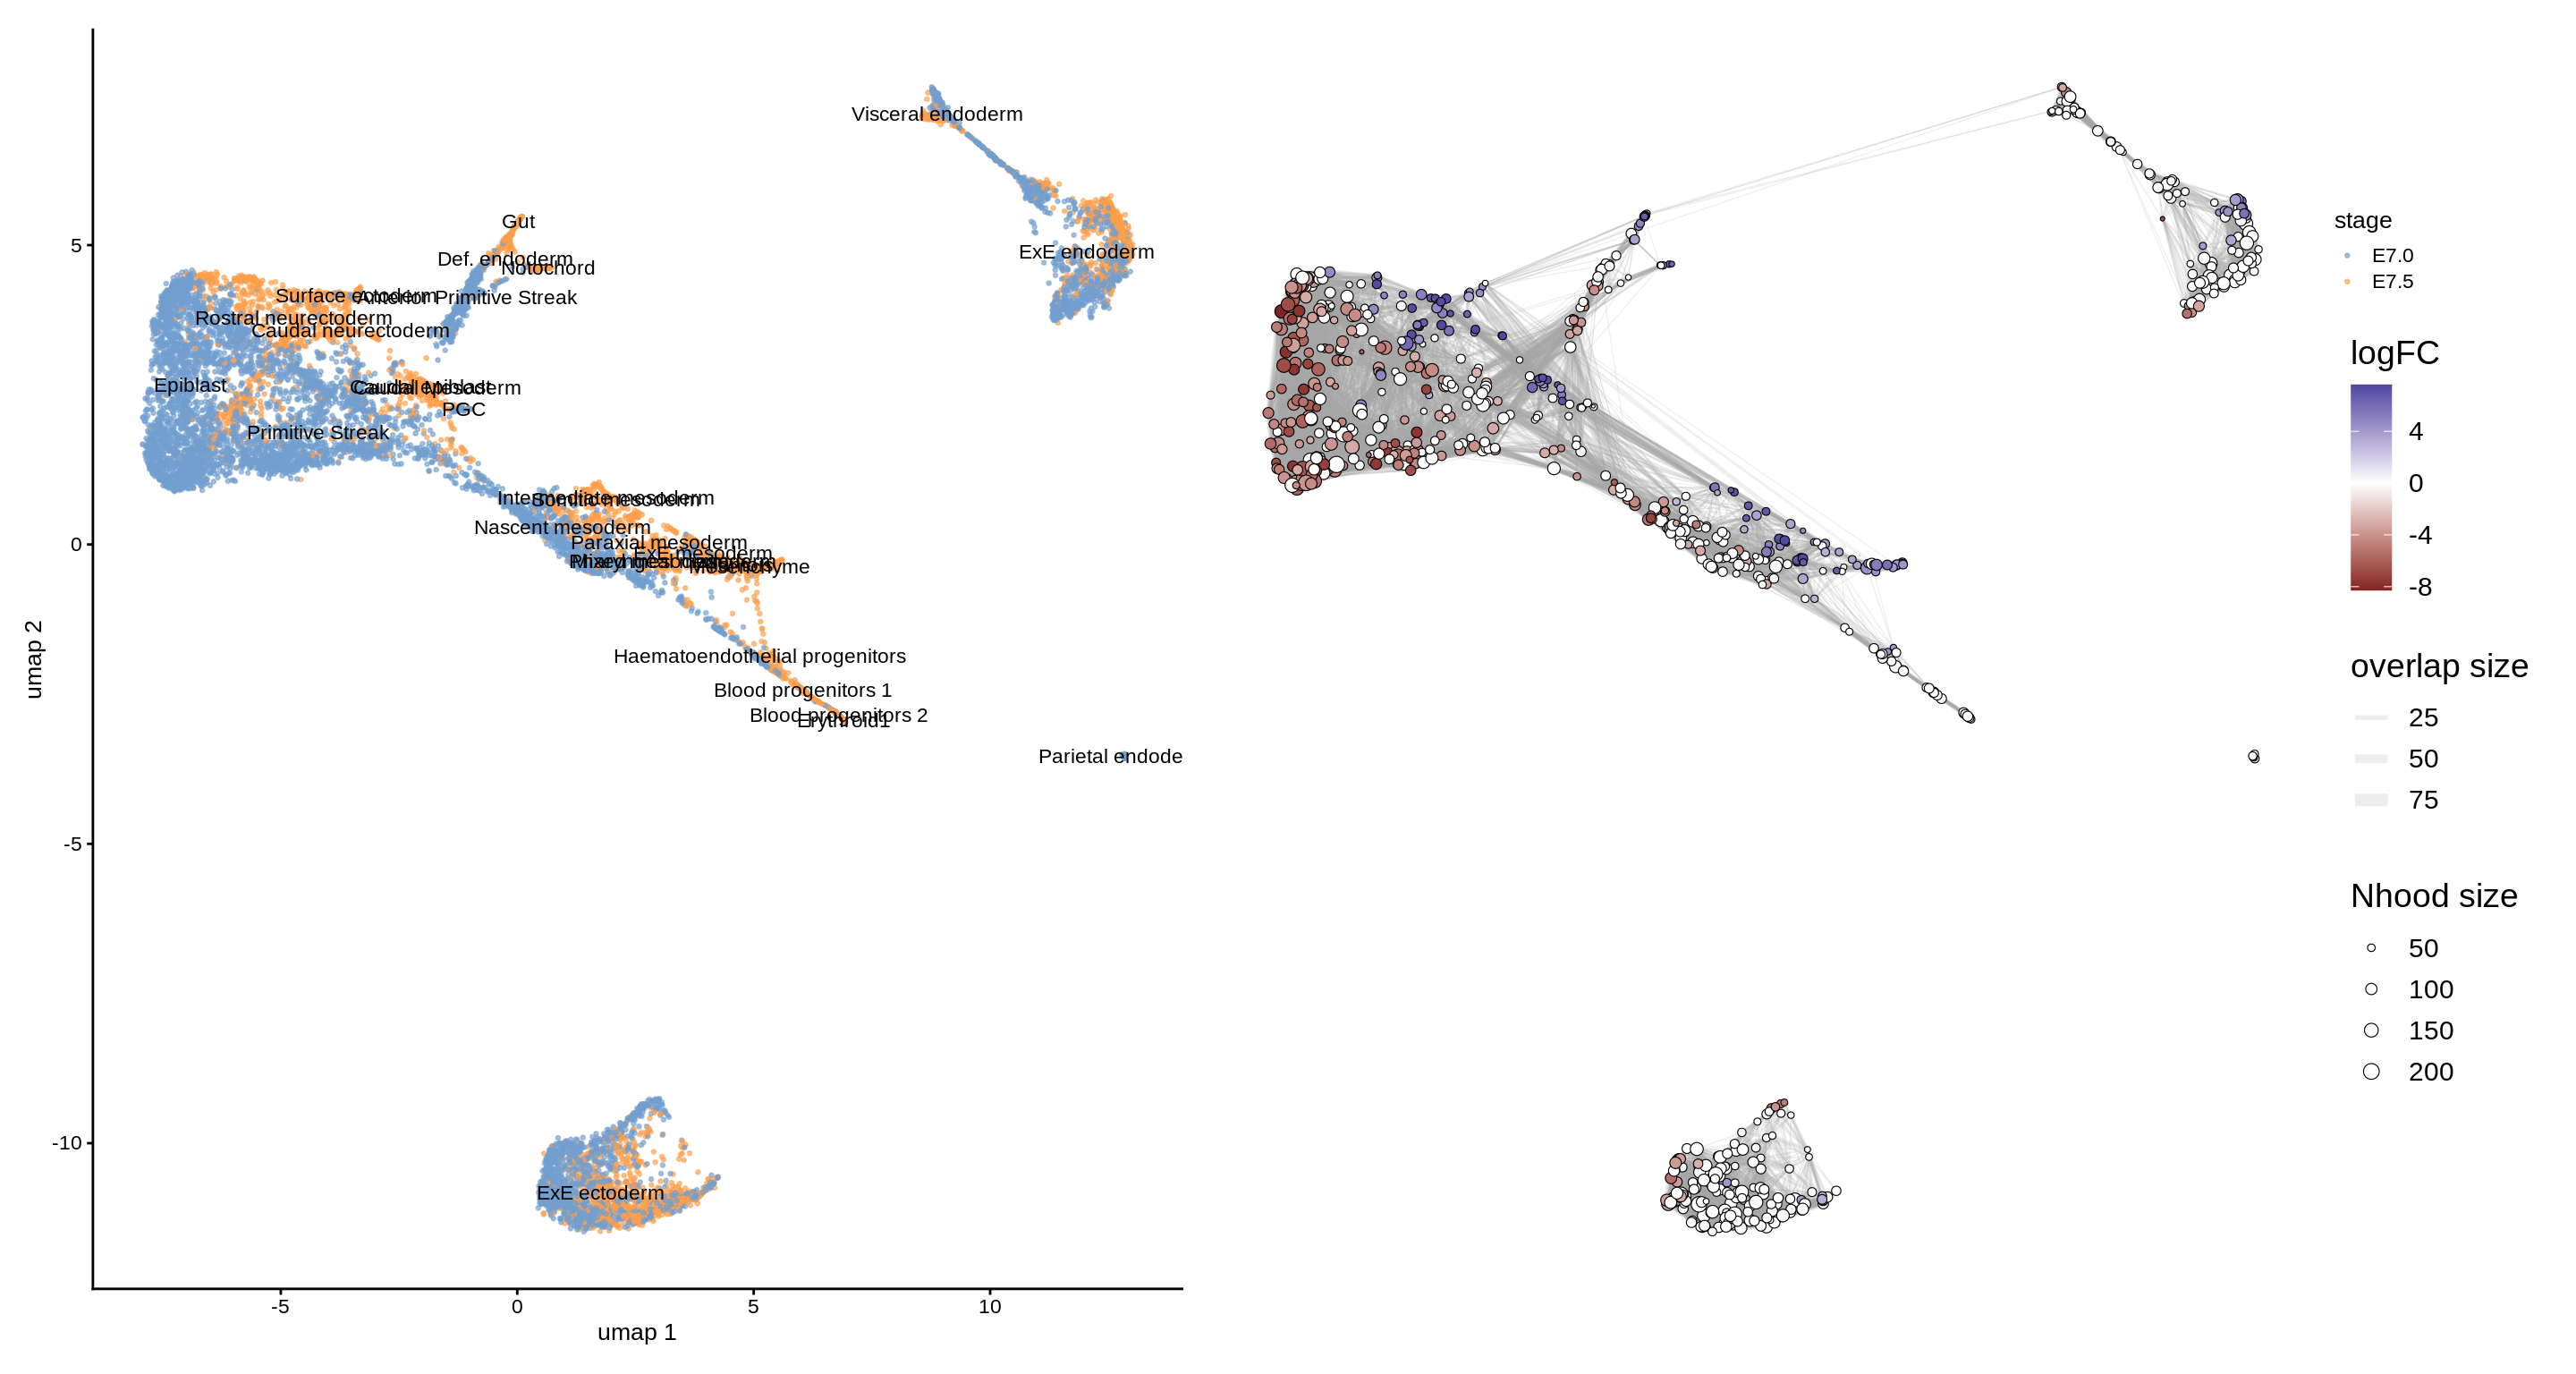 Visceral endoderm
Gut
Def. endoderm
Notochord
ExE endoderm
Surface ectoderm
Anterior Primitive Streak
Rostral neurectoderm
Caudal neurectoderm
Epiblast
Caudal epiblast
Caudal Mesoderm
PGC
Primitive Streak
Intermediate mesoderm
Somitic mesoderm
Nascent mesoderm
Paraxial mesoderm
ExE mesoderm
Mixed mesoderm
Mesenchyme
Haematoendothelial progenitors
Blood progenitors 1
Blood progenitors 2
Erythroid1
Parietal endode
ExE ectoderm
5
0
-5
-10
umap 2
-5
0
5
10
umap 1
stage
E7.0
E7.5
logFC
4
0
-4
-8
overlap size
25
50
75
Nhood size
50
100
150
200